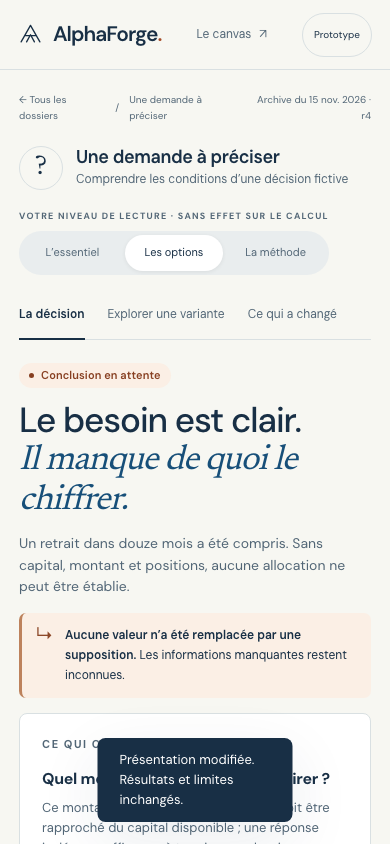 AlphaForge.
Le canvas ↗
Prototype
← Tous les dossiers
/
Une demande à préciser
Archive du 15 nov. 2026 · r4
?
Une demande à préciser
Comprendre les conditions d’une décision fictive
VOTRE NIVEAU DE LECTURE · SANS EFFET SUR LE CALCUL
L’essentiel
Les options
La méthode
La décision
Explorer une variante
Ce qui a changé
Conclusion en attente
Le besoin est clair.
Il manque de quoi le
chiffrer.
Un retrait dans douze mois a été compris. Sans
capital, montant et positions, aucune allocation ne
peut être établie.
Aucune valeur n’a été remplacée par une
supposition. Les informations manquantes restent
inconnues.
CE QUI
Présentation modifiée.
Résultats et limites
inchangés.
Quel irer ?
Ce être
rapproché du capital disponible ; une réponse